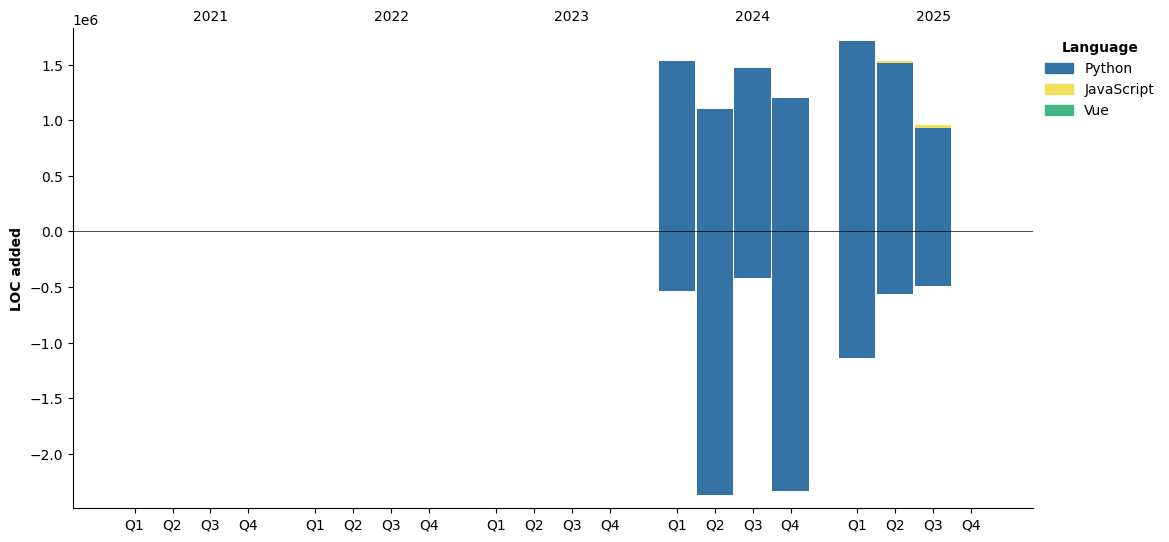 1e6
2021 2022 2023 2024 2025
Language
Python
JavaScript
Vue
LOC added
1.5
1.0
0.5
0.0
−0.5
−1.0
−1.5
−2.0
Q1 Q2 Q3 Q4 Q1 Q2 Q3 Q4 Q1 Q2 Q3 Q4 Q1 Q2 Q3 Q4 Q1 Q2 Q3 Q4